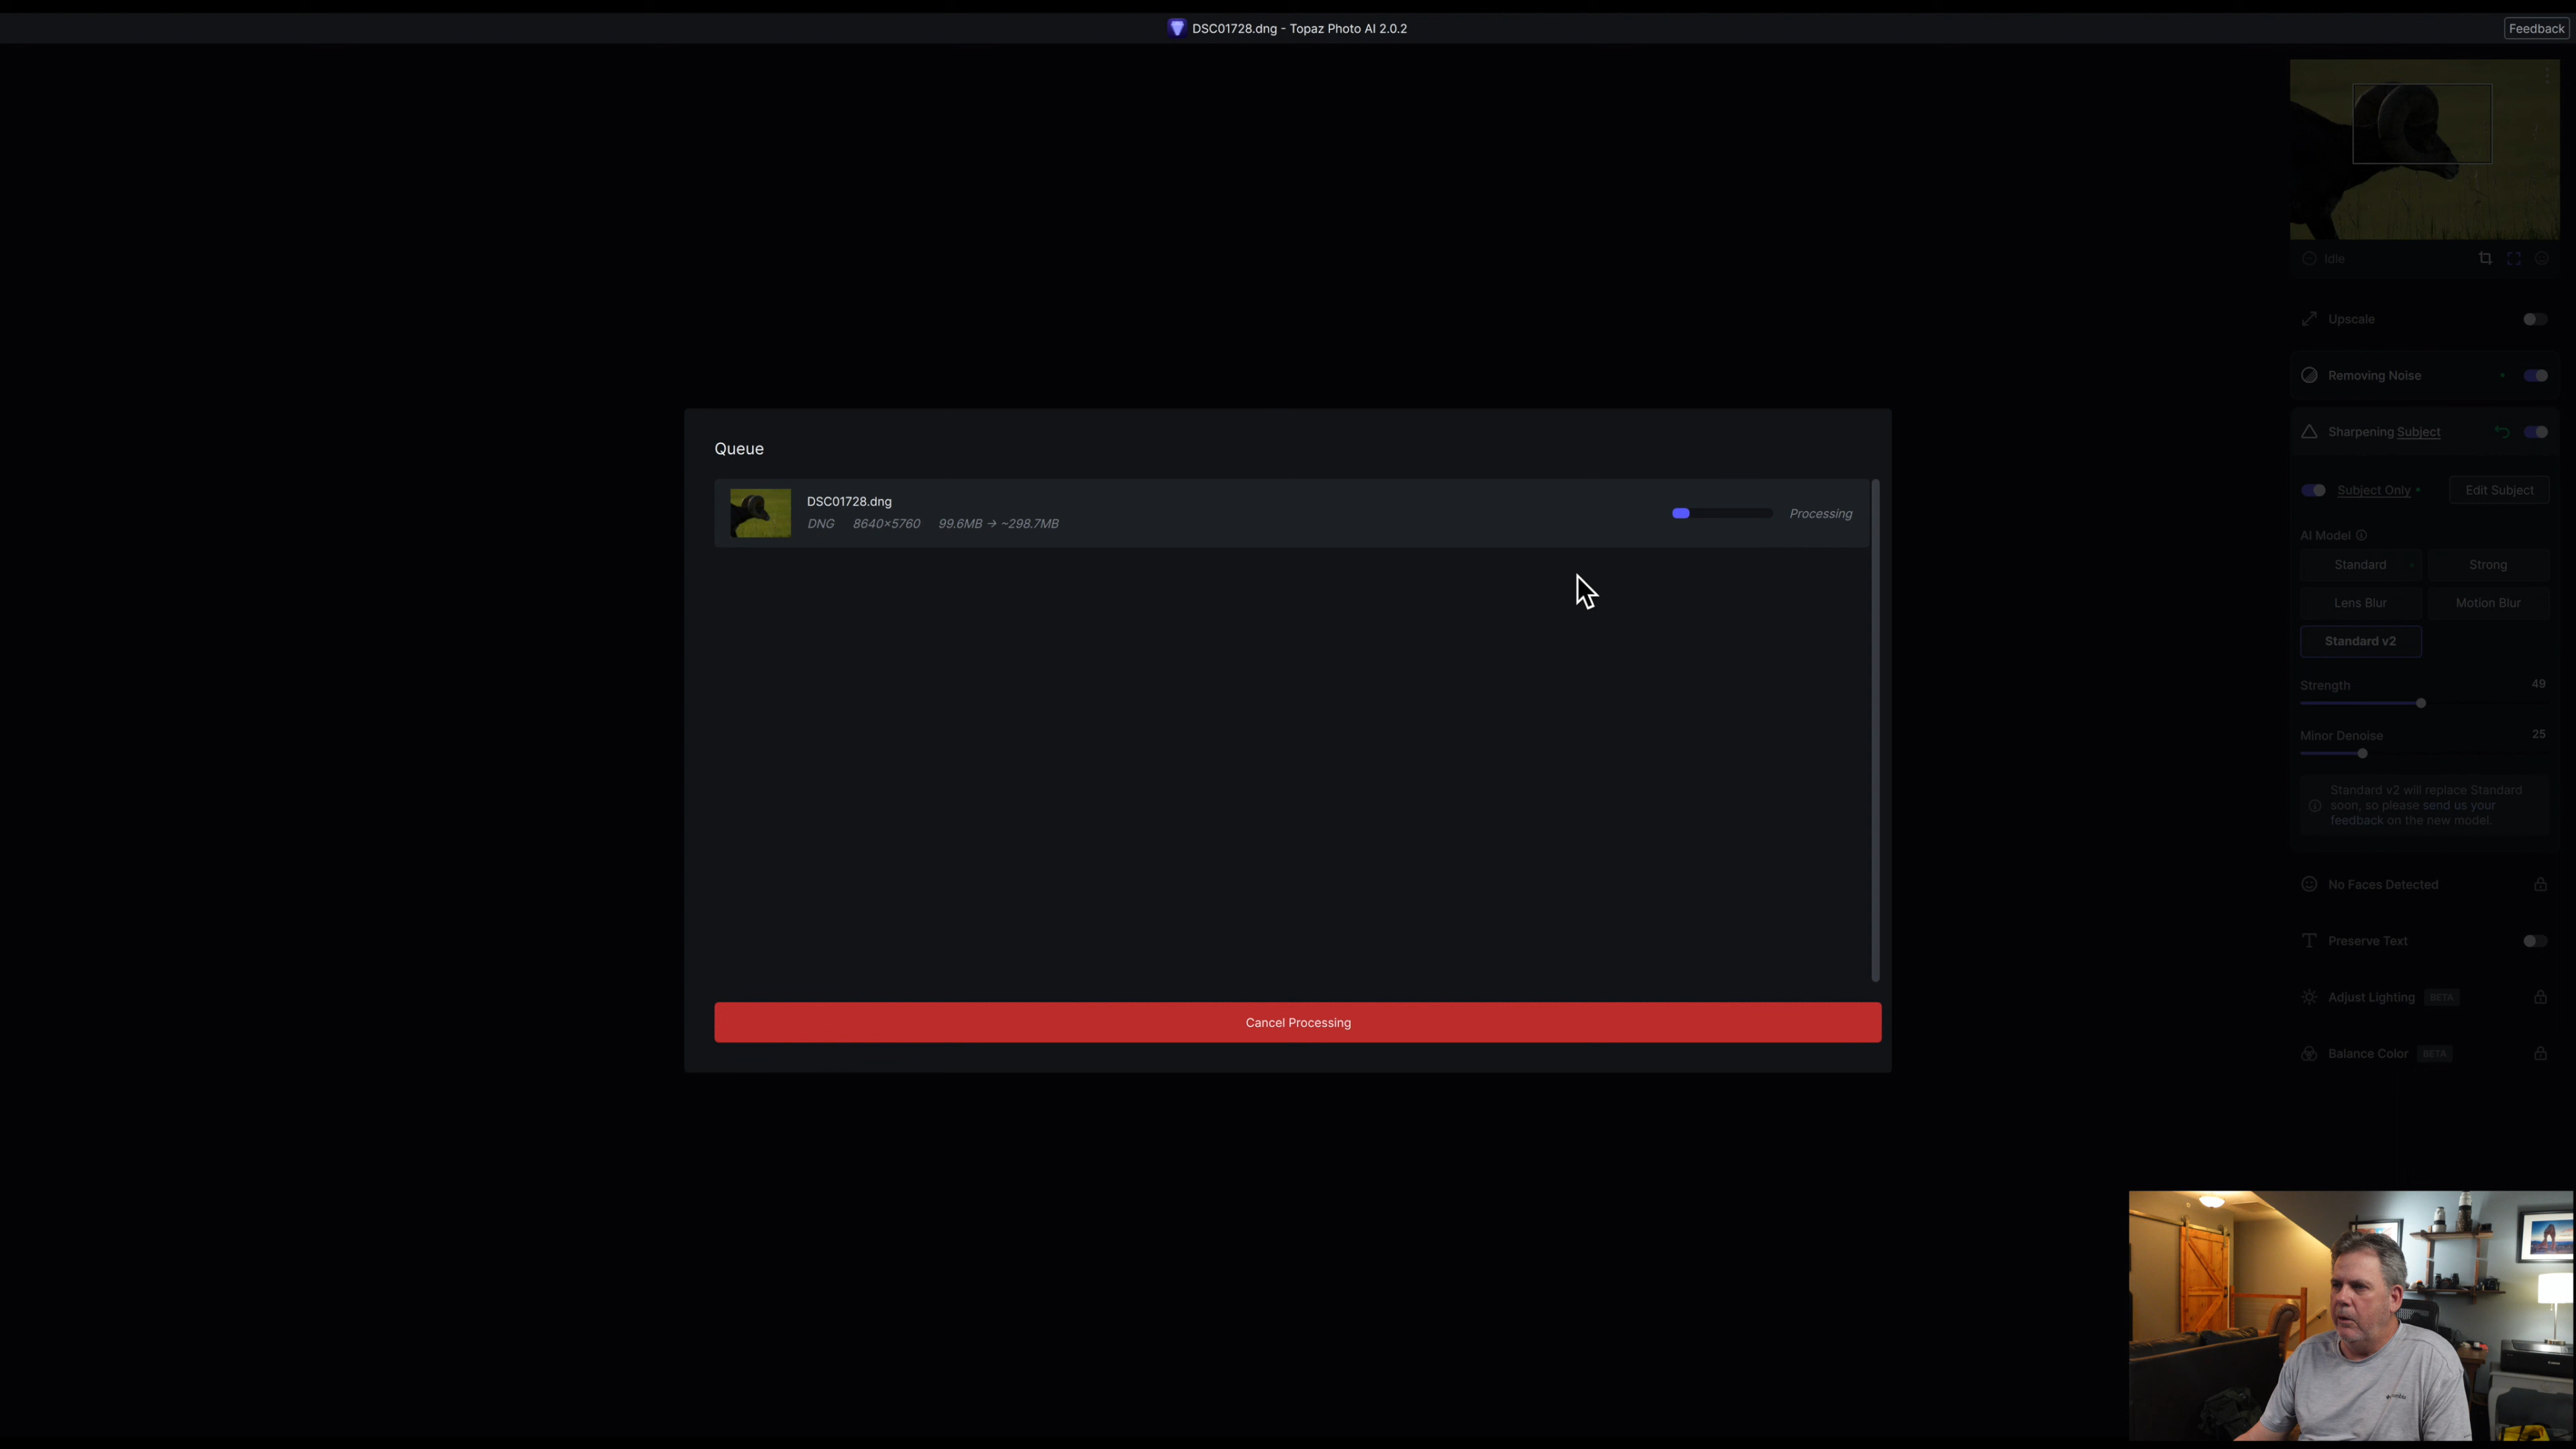 DSC01728.dng - Topaz Photo AI 2.0.2
Feedback
Idle
Upscale
Removing Noise
Sharpening Subject
Subject Only
Edit Subject
AI Model
Standard
Strong
Lens Blur
Motion Blur
Standard v2
Strength
49
Minor Denoise
25
Standard v2 will replace Standard
soon, so please send us your
feedback on the new model.
No Faces Detected
Preserve Text
Adjust Lighting BETA
Balance Color BETA
Queue
DSC01728.dng
DNG 8640×5760 99.6MB → ~298.7MB
Processing
Cancel Processing